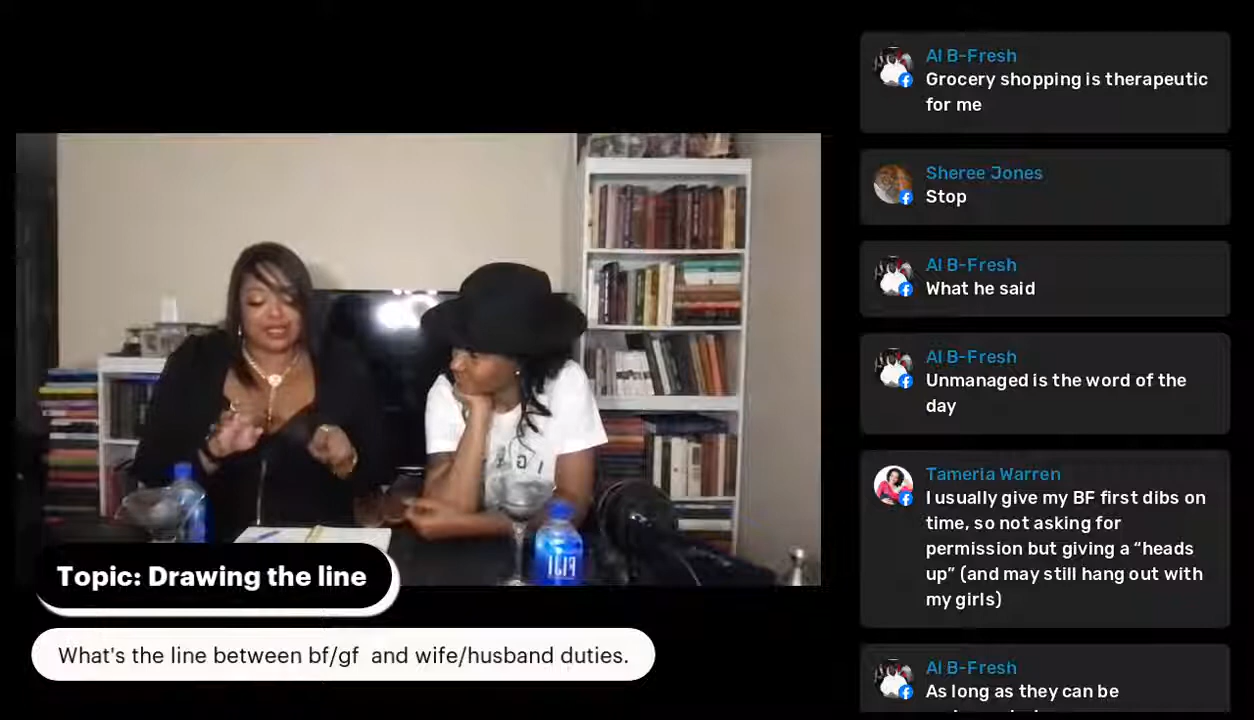 Al B-Fresh
Grocery shopping is therapeutic
for me
Sheree Jones
Stop
Al B-Fresh
What he said
Al B-Fresh
Unmanaged is the word of the
day
Tameria Warren
I usually give my BF first dibs on
time, so not asking for
permission but giving a “heads
up” (and may still hang out with
my girls)
Al B-Fresh
As long as they can be
Topic: Drawing the line
What's the line between bf/gf and wife/husband duties.